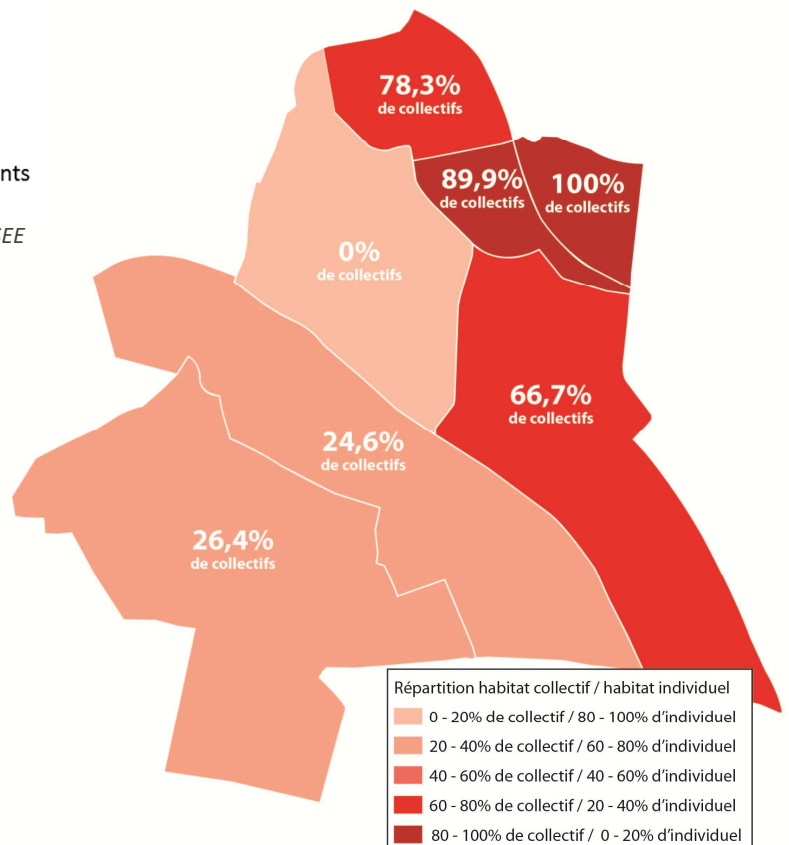 nts
EE
78,3%
de collectifs
89,9%
de collectifs
100%
de collectifs
0%
de collectifs
66,7%
de collectifs
24,6%
de collectifs
26,4%
de collectifs
Répartition habitat collectif / habitat individuel
0 - 20% de collectif / 80 - 100% d'individuel
20 - 40% de collectif / 60 - 80% d'individuel
40 - 60% de collectif / 40 - 60% d'individuel
60 - 80% de collectif / 20 - 40% d'individuel
80 - 100% de collectif / 0 - 20% d'individuel